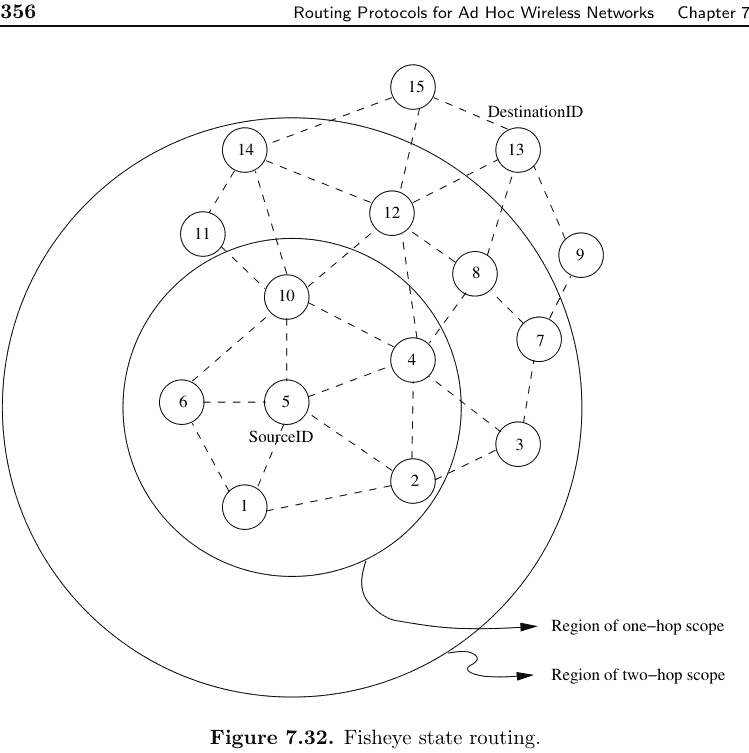 356 Routing Protocols for Ad Hoc Wireless Networks Chapter 7
15
DestinationID
14
13
12
11
9
8
10
7
4
6
5
SourceID
3
2
1
Region of one−hop scope
Region of two−hop scope
Figure 7.32. Fisheye state routing.